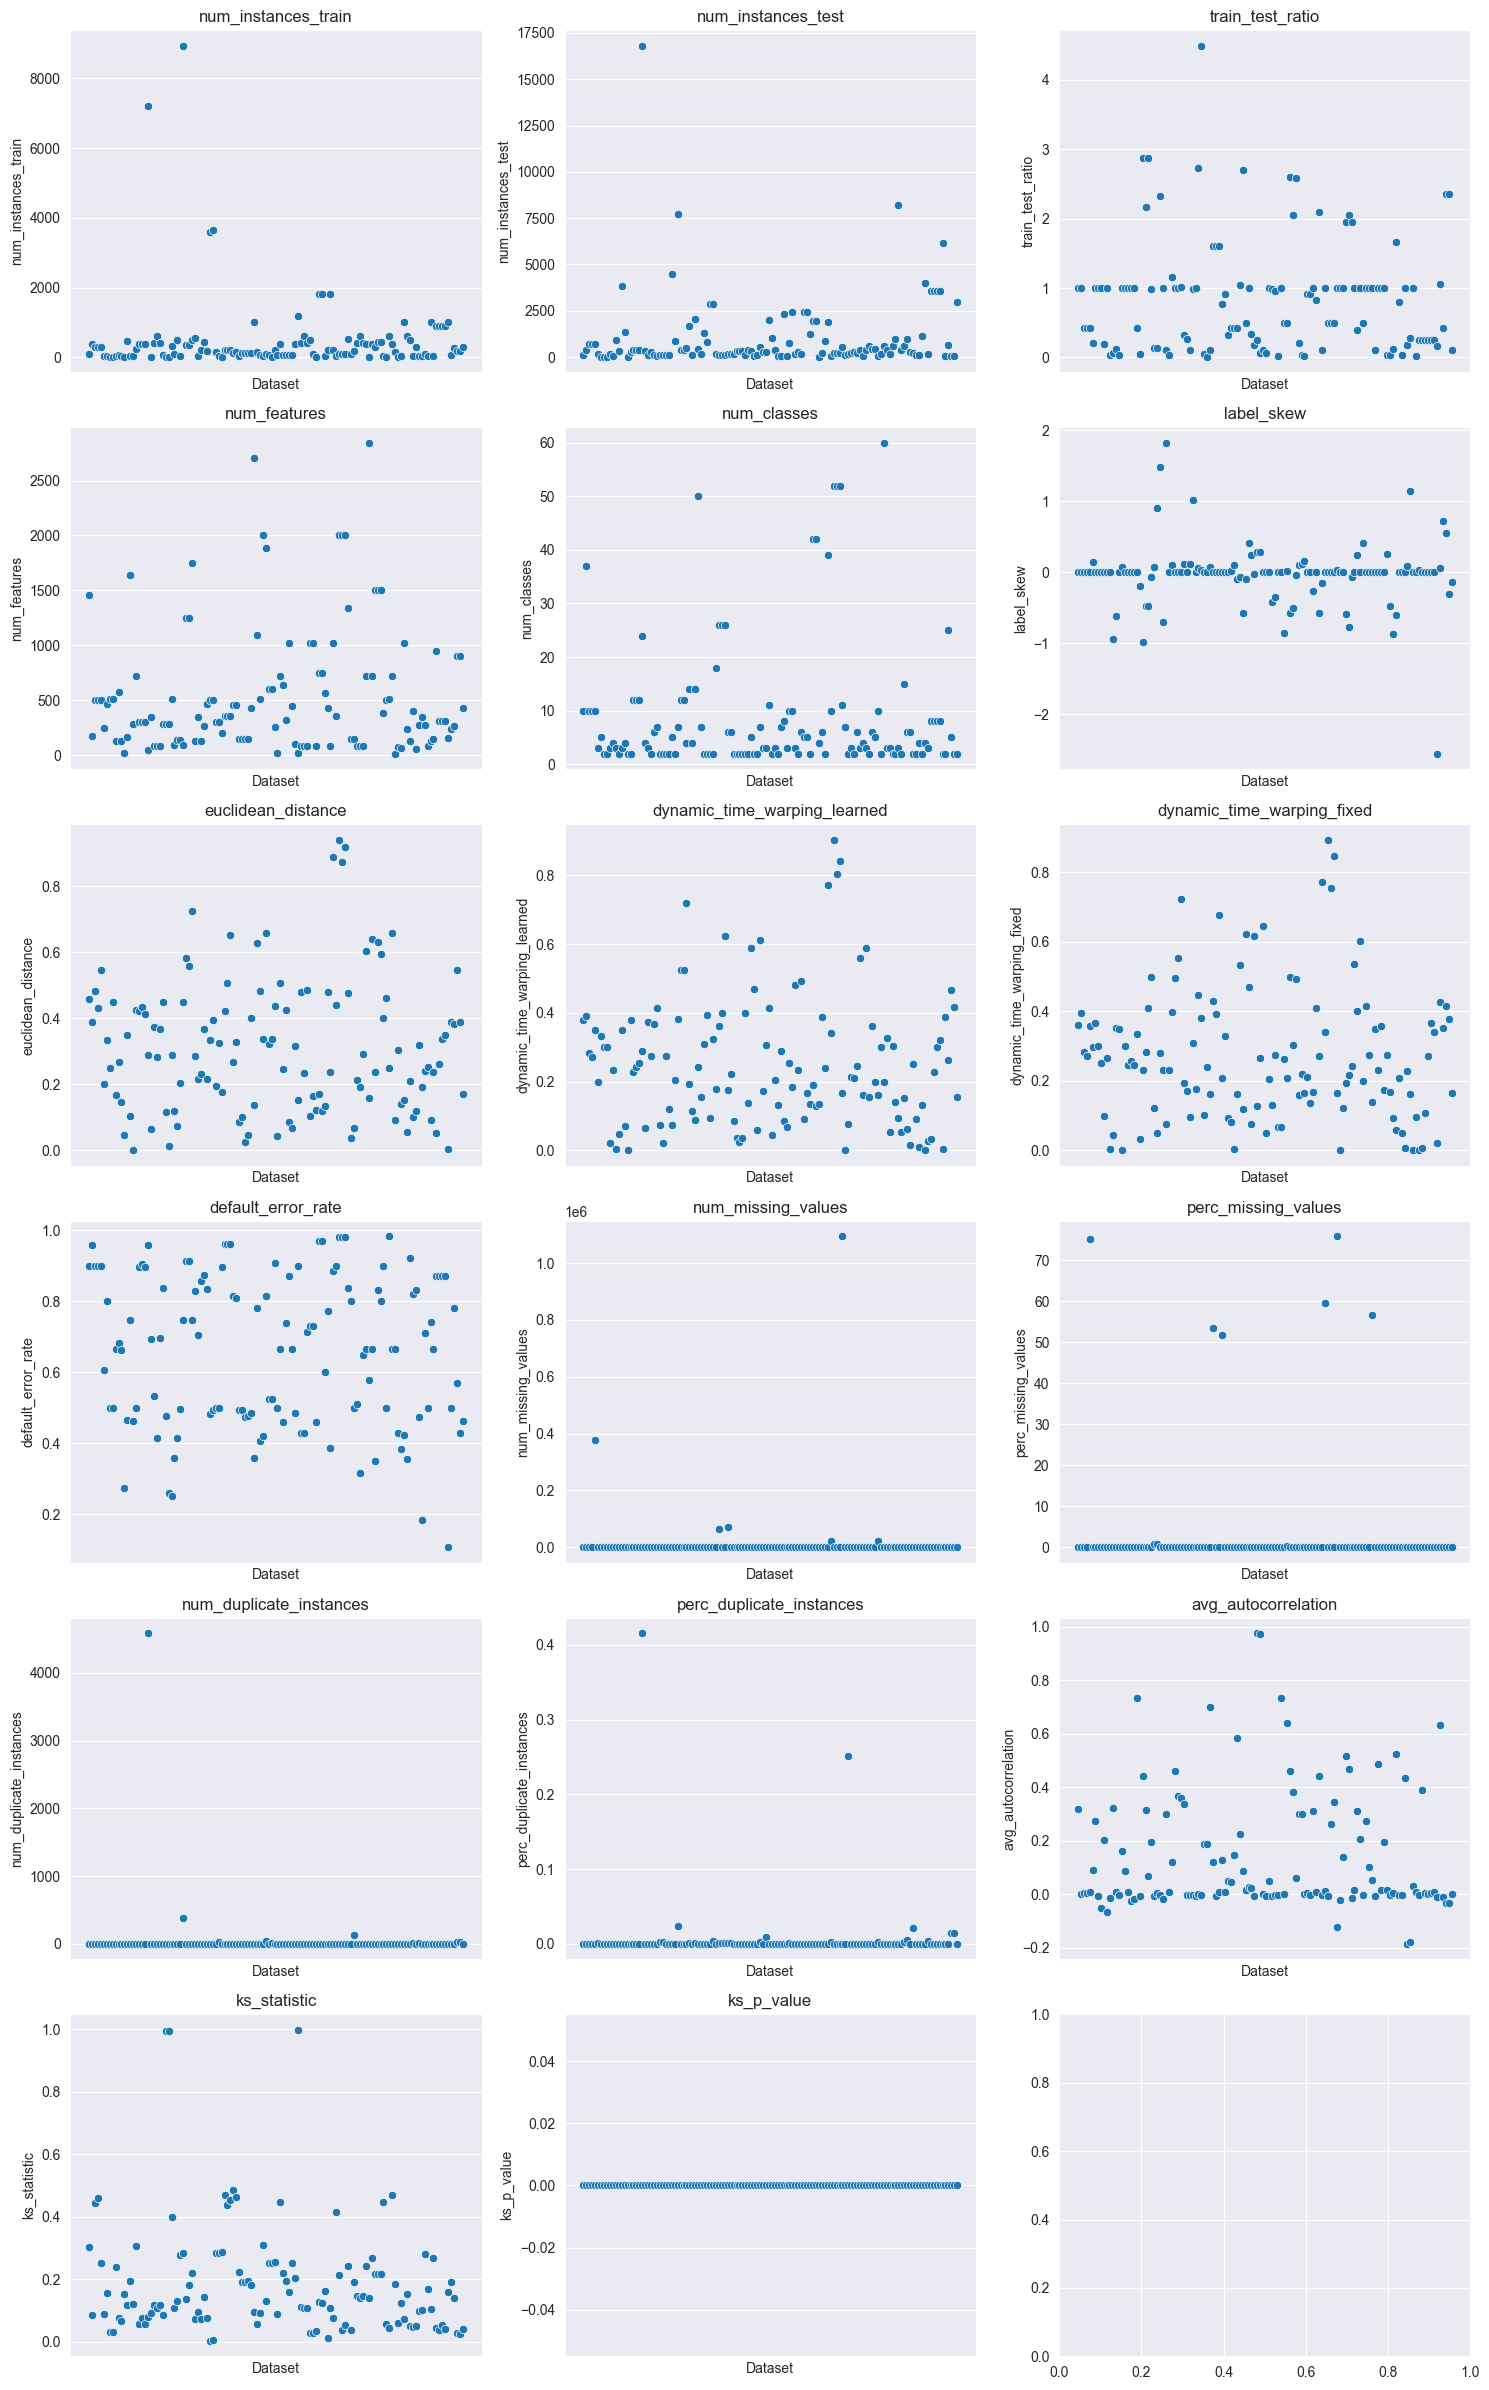 num_instances_train
num_instances_train
8000
6000
4000
2000
0
Dataset
num_instances_test
num_instances_test
17500
15000
12500
10000
7500
5000
2500
0
Dataset
train_test_ratio
train_test_ratio
4
3
2
1
0
Dataset
num_features
num_features
2500
2000
1500
1000
500
0
Dataset
num_classes
num_classes
60
50
40
30
20
10
0
Dataset
label_skew
label_skew
2
1
0
−1
−2
Dataset
euclidean_distance
euclidean_distance
0.8
0.6
0.4
0.2
0.0
Dataset
dynamic_time_warping_learned
dynamic_time_warping_learned
0.8
0.6
0.4
0.2
0.0
Dataset
dynamic_time_warping_fixed
dynamic_time_warping_fixed
0.8
0.6
0.4
0.2
0.0
Dataset
default_error_rate
default_error_rate
1.0
0.8
0.6
0.4
0.2
Dataset
num_missing_values
1e6
num_missing_values
1.0
0.8
0.6
0.4
0.2
0.0
Dataset
perc_missing_values
perc_missing_values
70
60
50
40
30
20
10
0
Dataset
num_duplicate_instances
num_duplicate_instances
4000
3000
2000
1000
0
Dataset
perc_duplicate_instances
perc_duplicate_instances
0.4
0.3
0.2
0.1
0.0
Dataset
avg_autocorrelation
avg_autocorrelation
1.0
0.8
0.6
0.4
0.2
0.0
−0.2
Dataset
ks_statistic
ks_statistic
1.0
0.8
0.6
0.4
0.2
0.0
Dataset
ks_p_value
ks_p_value
0.04
0.02
0.00
−0.02
−0.04
Dataset
1.0
0.8
0.6
0.4
0.2
0.0
0.0 0.2 0.4 0.6 0.8 1.0